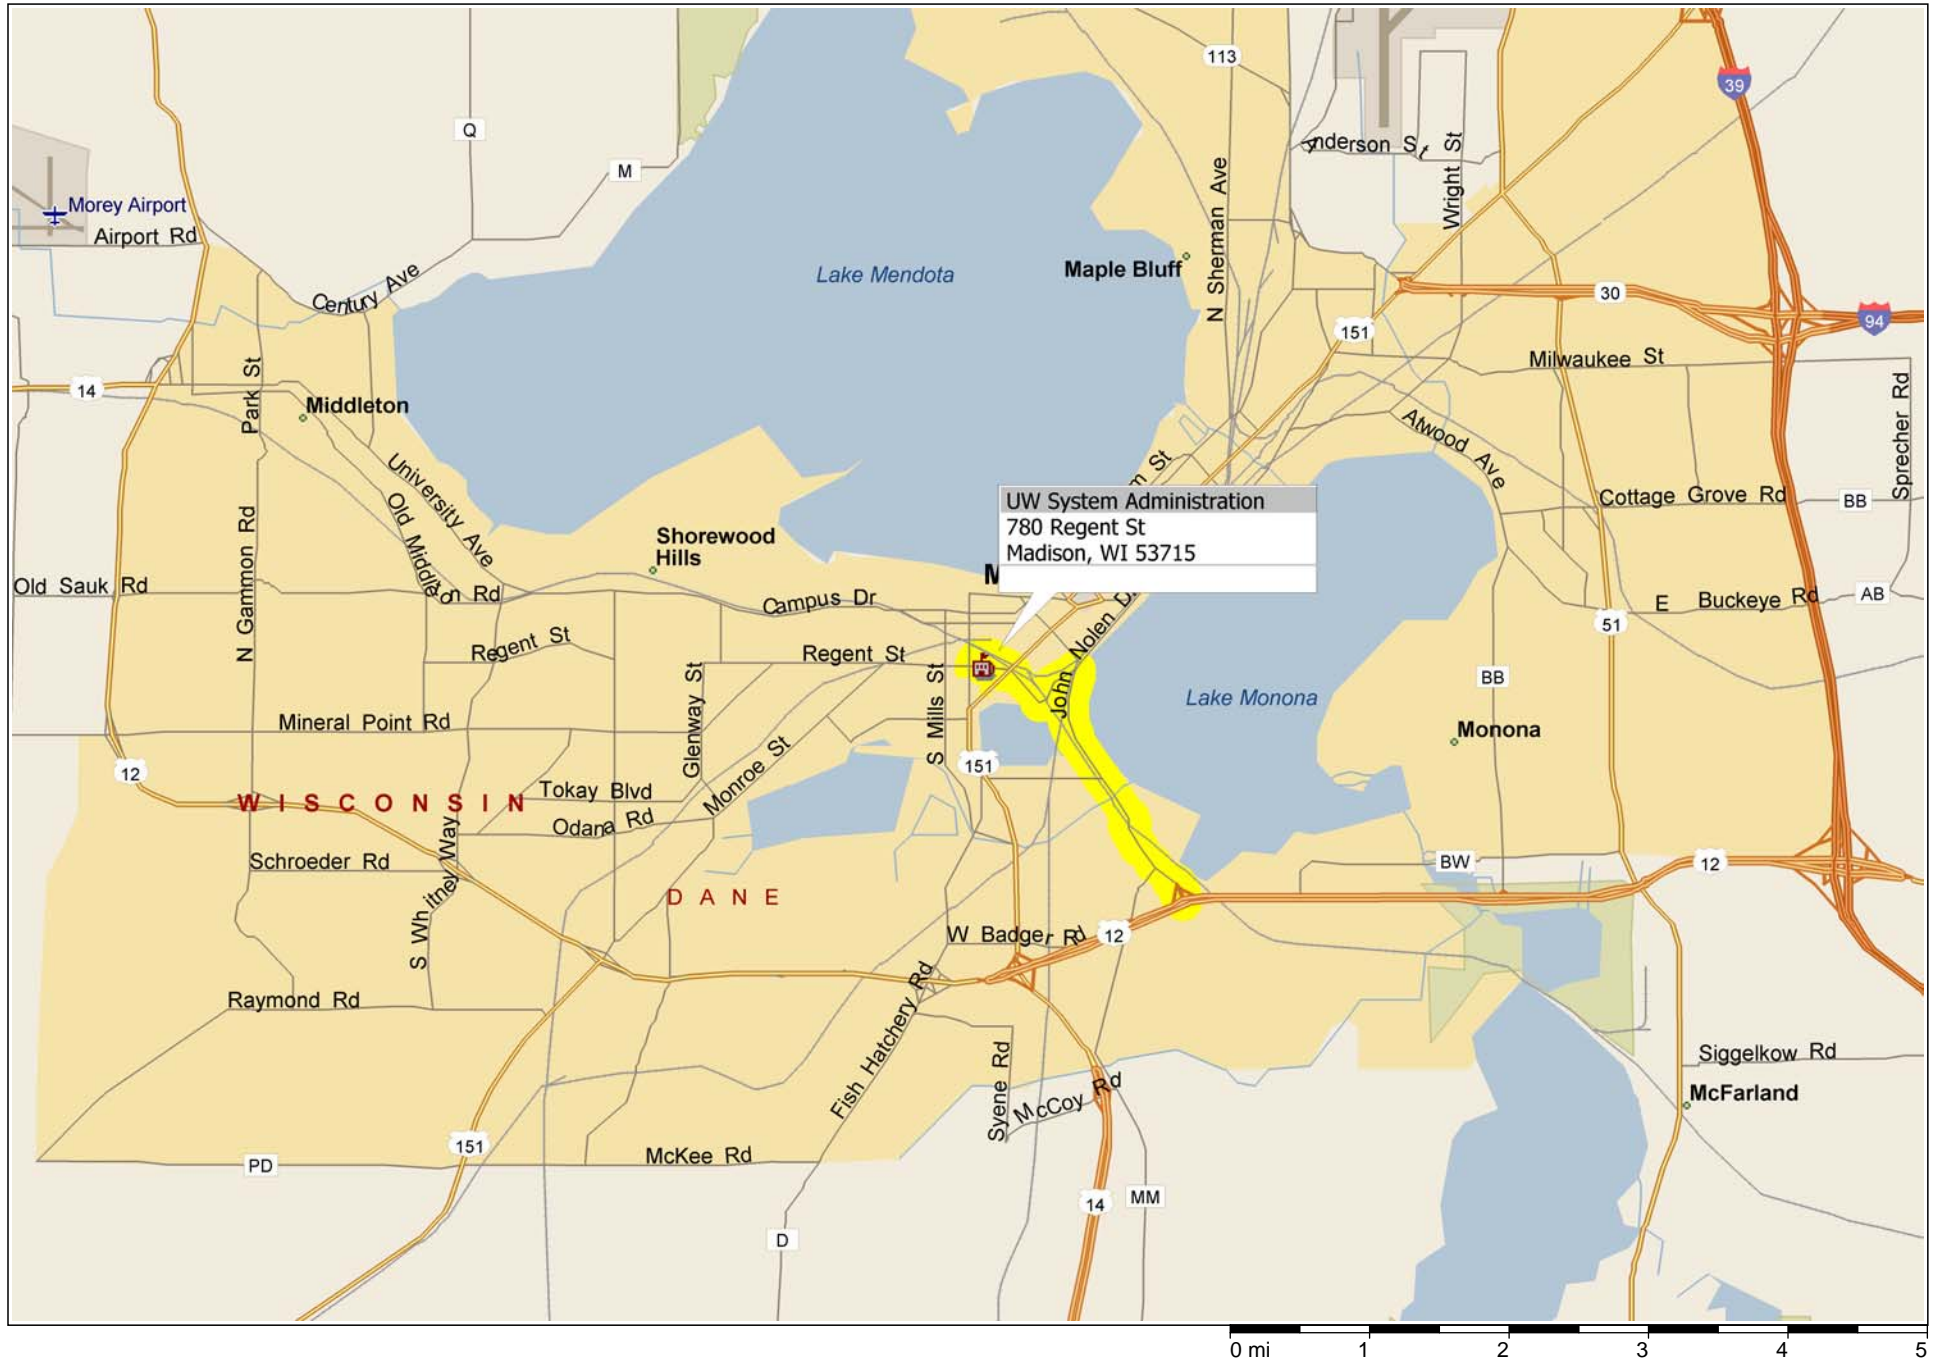 113
39
Q
Anderson St
Wright St
M
N Sherman Ave
Morey Airport
Airport Rd
Lake Mendota
Maple Bluff
Century Ave
30
94
151
Milwaukee St
Park St
14
Middleton
Sprecher Rd
Atwood Ave
University Ave
Old Middleton Rd
St
UW System Administration
780 Regent St
Madison, WI 53715
Cottage Grove Rd
BB
N Gammon Rd
Shorewood
Hills
M
Old Sauk Rd
Campus Dr
John Nolen Dr
E Buckeye Rd
AB
51
Regent St
Regent St
Glenway St
S Mills St
BB
Lake Monona
Mineral Point Rd
Monona
Monroe St
151
12
WISCONSIN
Tokay Blvd
Odana Rd
Schroeder Rd
S Whitney Way
BW
12
DANE
W Badger Rd
12
Raymond Rd
Fish Hatchery Rd
Syene Rd
McCoy Rd
Siggelkow Rd
McFarland
151
PD
McKee Rd
14
MM
D
0 mi
1
2
3
4
5